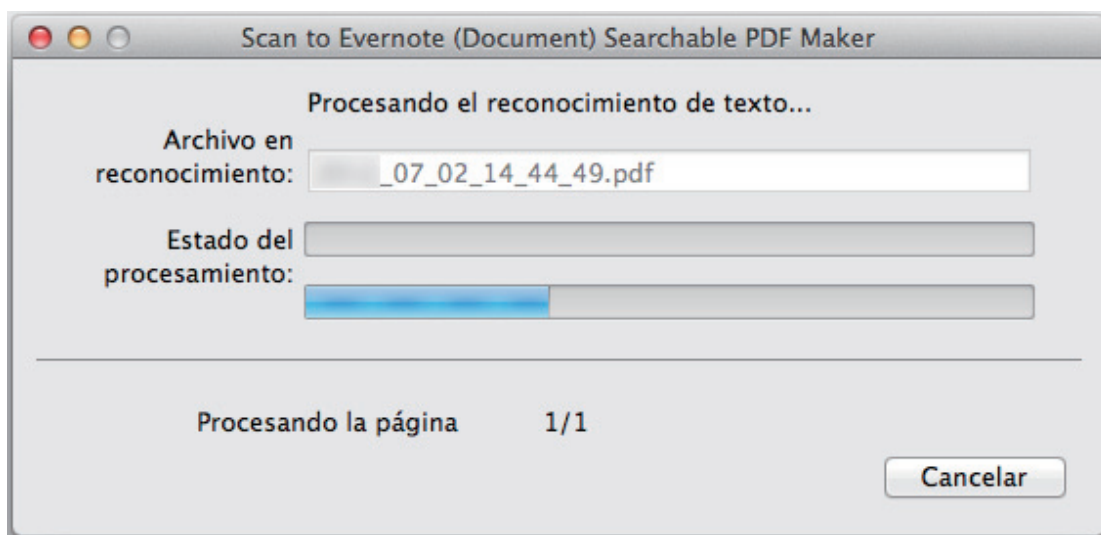 Scan to Evernote (Document) Searchable PDF Maker
Procesando el reconocimiento de texto...
Archivo en
reconocimiento:
_07_02_14_44_49.pdf
Estado del
procesamiento:
Procesando la página 1/1
Cancelar